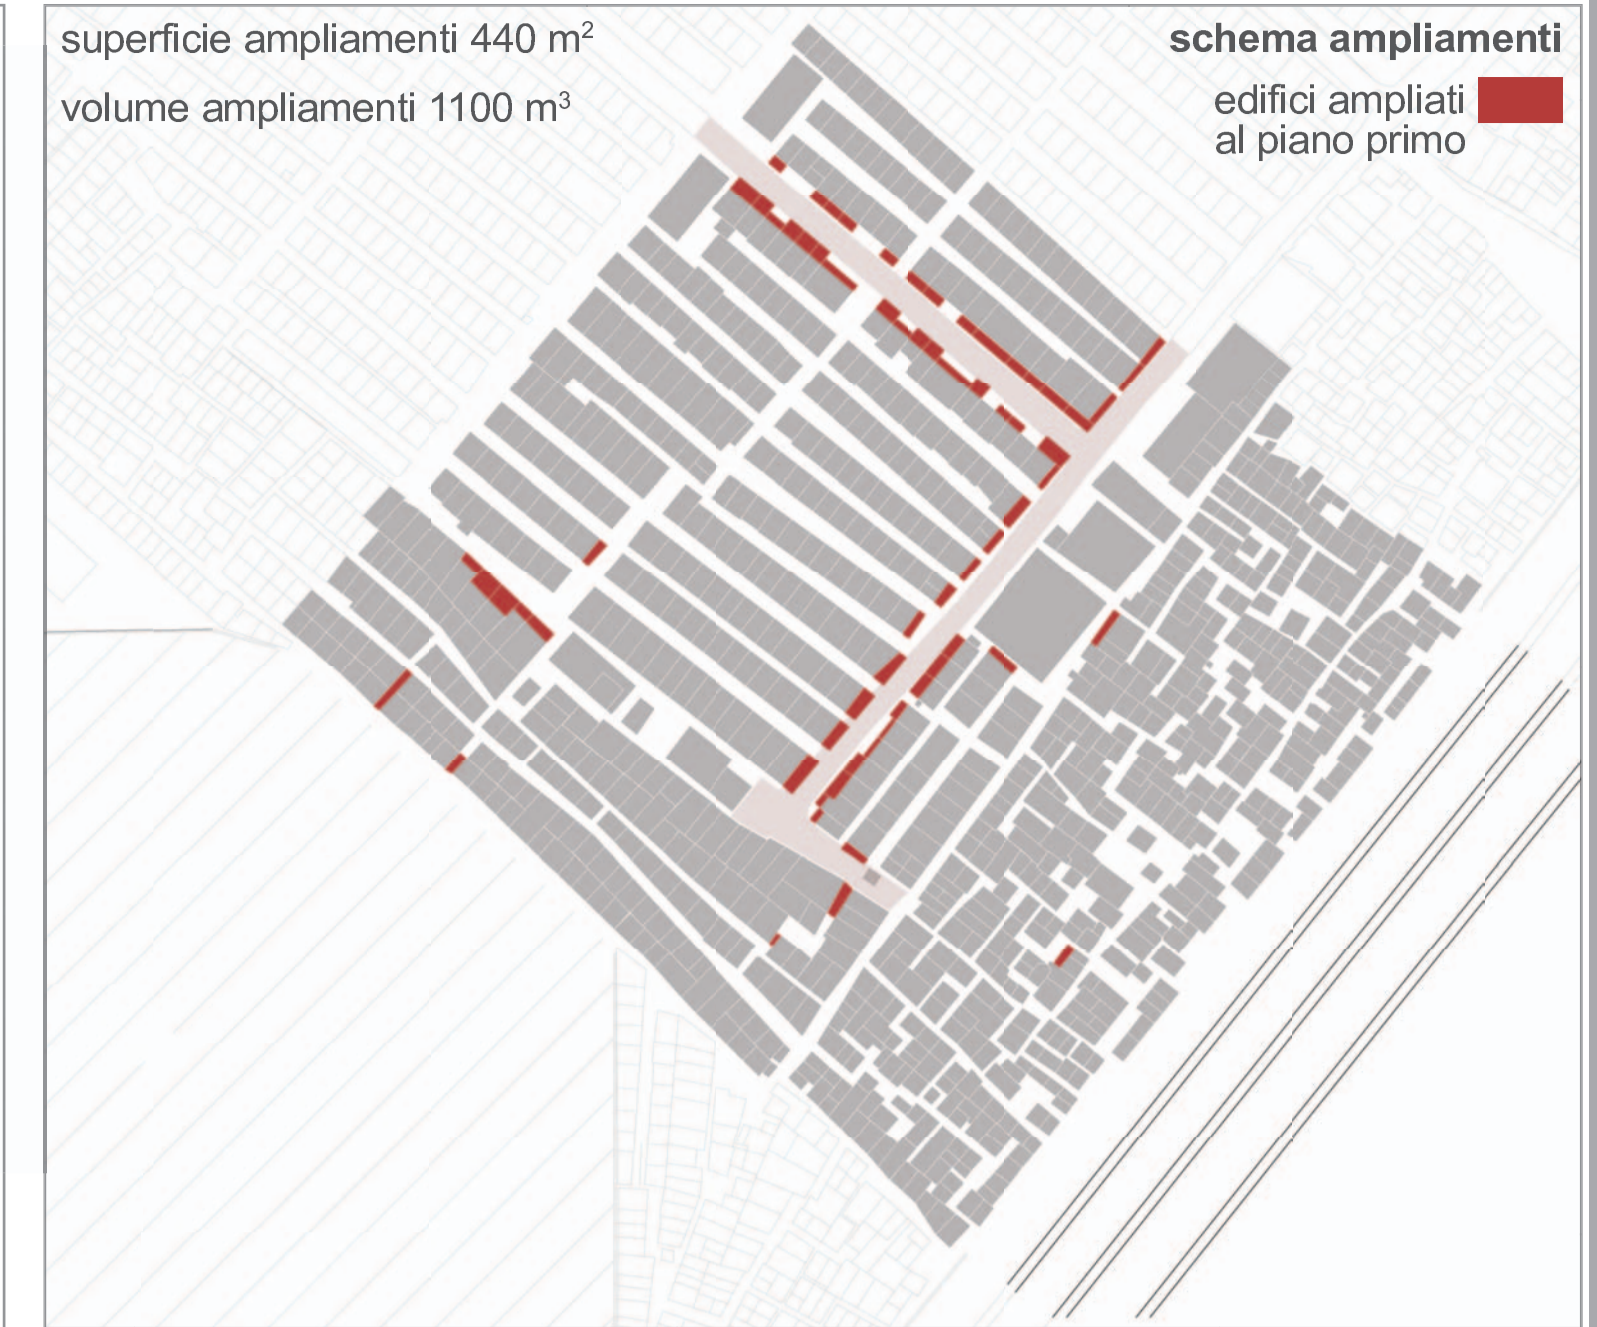 superficie ampliamenti 440 m²
volume ampliamenti 1100 m³
schema ampliamenti
edifici ampliati
al piano primo